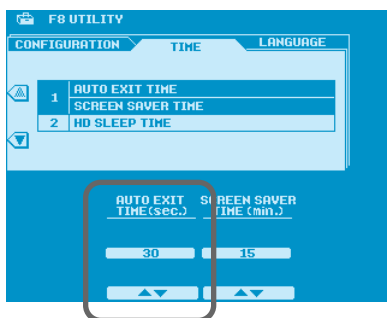 F8 UTILITY
CONFIGURATION TIME LANGUAGE
1 AUTO EXIT TIME
SCREEN SAVER TIME
2 HD SLEEP TIME
AUTO EXIT SCREEN SAVER
TIME(sec.) TIME (min.)
30 15